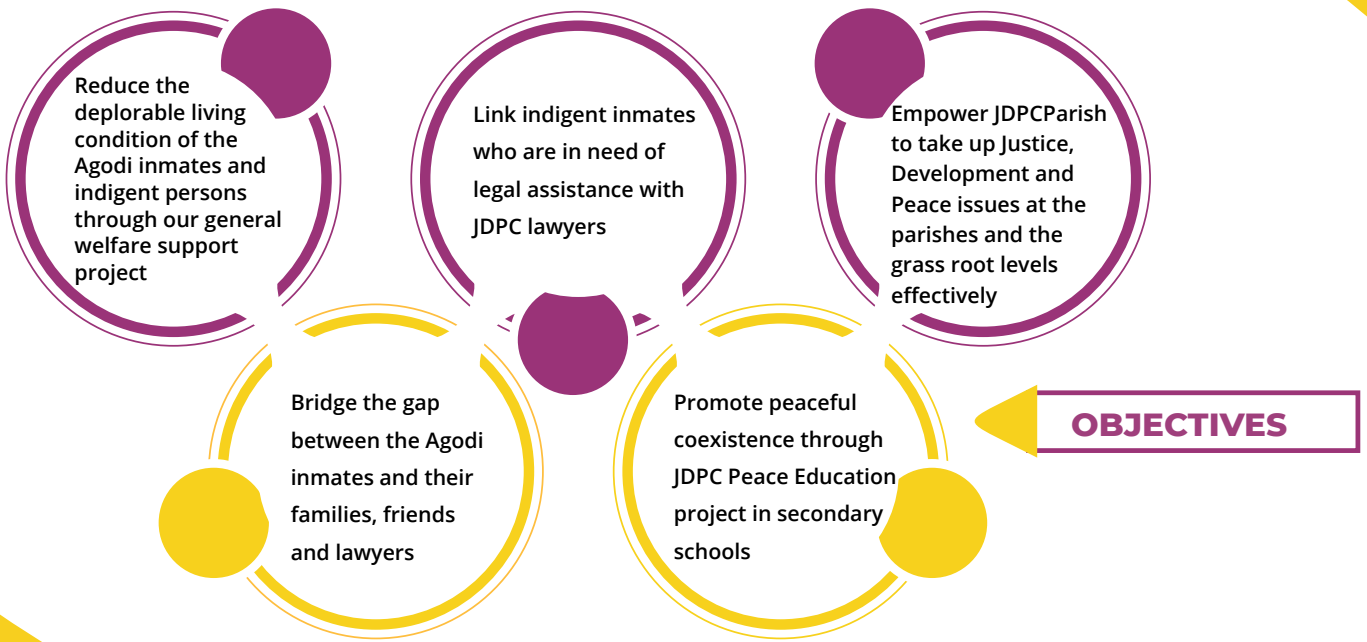 Reduce the
deplorable living
condition of the
Agodi inmates and
indigent persons
through our general
welfare support
project
Link indigent inmates
who are in need of
legal assistance with
JDPC lawyers
Empower JDPCParish
to take up Justice,
Development and
Peace issues at the
parishes and the
grass root levels
effectively
Bridge the gap
between the Agodi
inmates and their
families, friends
and lawyers
Promote peaceful
coexistence through
JDPC Peace Education
project in secondary
schools
OBJECTIVES